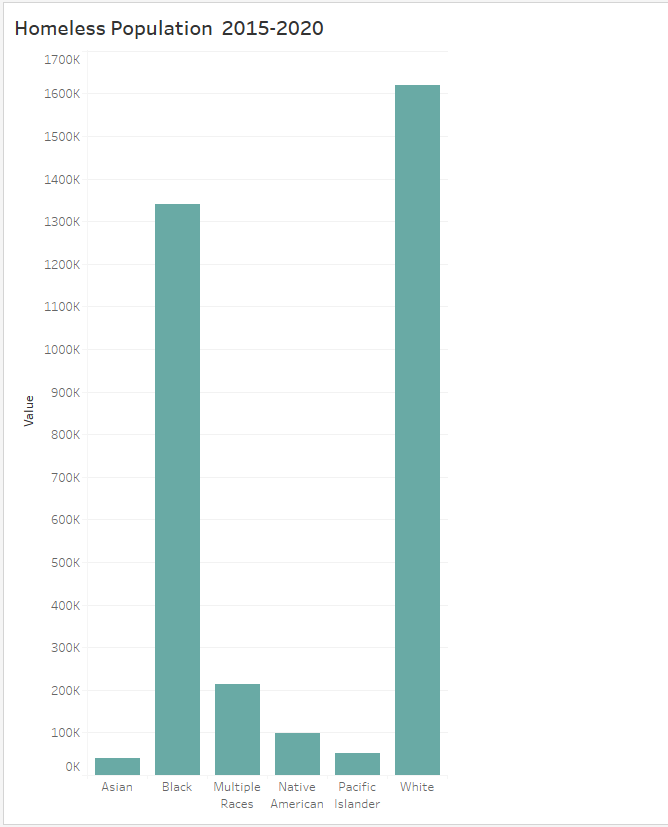 Homeless Population 2015-2020
1700K
1600K
1500K
1400K
1300K
1200K
1100K
1000K
900K
800K
700K
600K
500K
400K
300K
200K
100K
0K
Value
Asian Black Multiple Native Pacific White
Races American Islander